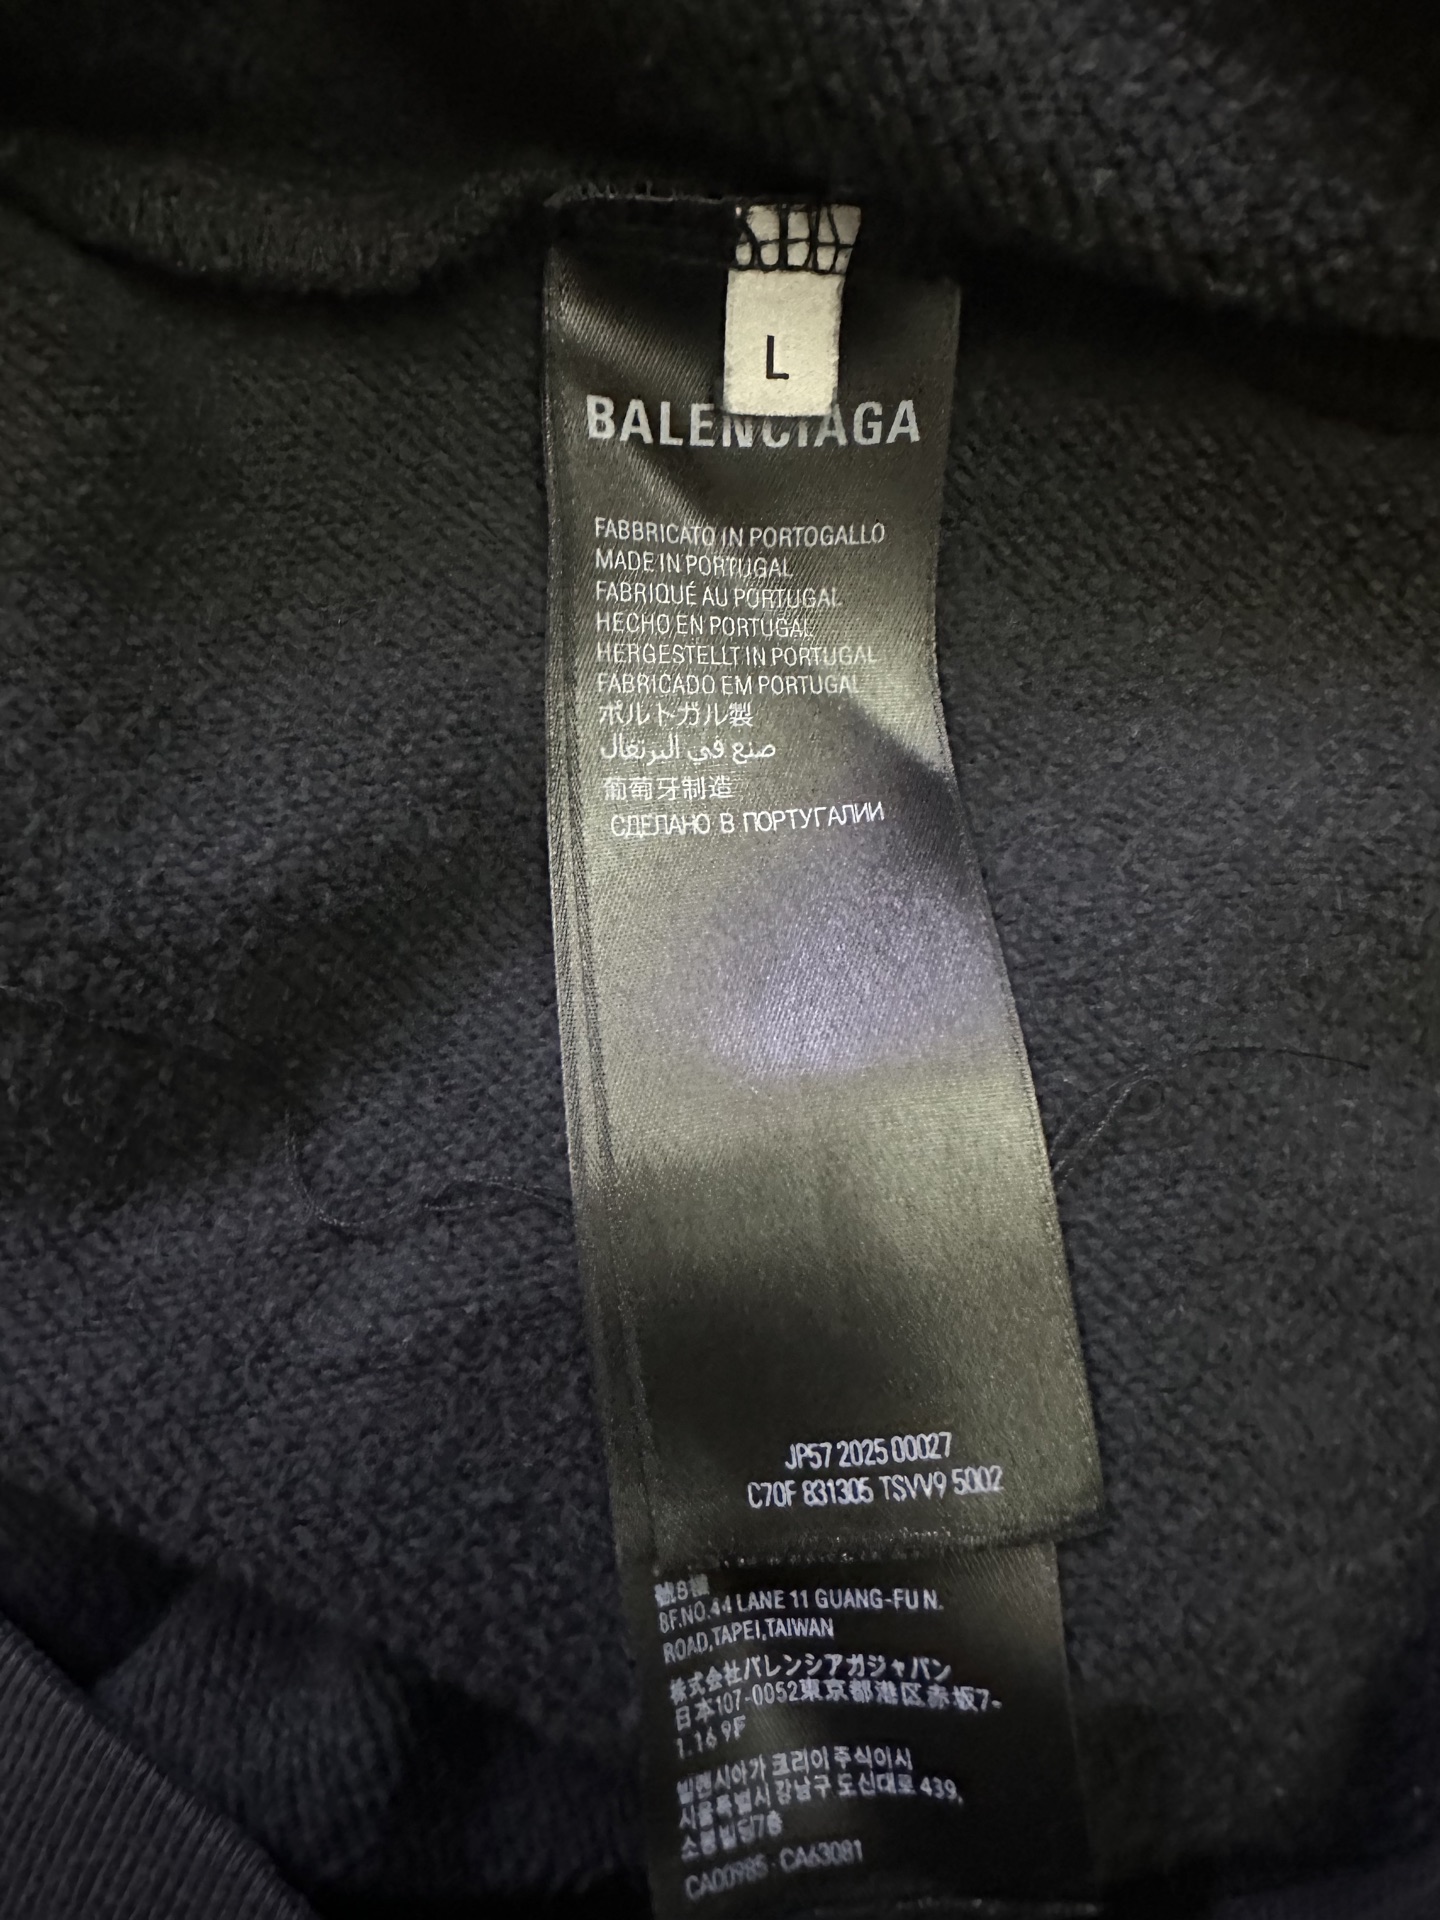 L
BALENCIAGA
FABBRICATO IN PORTOGALLO
MADE IN PORTUGAL
FABRIQUÉ AU PORTUGAL
HECHO EN PORTUGAL
HERGESTELLT IN PORTUGAL
FABRICADO EM PORTUGAL
ポルトガル製
صنع في البرتغال
葡萄牙制造
СДЕЛАНО В ПОРТУГАЛИИ
JP57 2025 00027
C70F 831305 TSVV9 5002
號8樓
8F.NO.44 LANE 11 GUANG-FU N.
ROAD,TAPEI,TAIWAN
株式会社バレンシアガジャパン
日本107-0052東京都港区赤坂7-
1.16 9F
발렌시아가 코리아 주식회사
서울특별시 강남구 도산대로 439,
소봉빌딩7층
CA00985 - CA63081